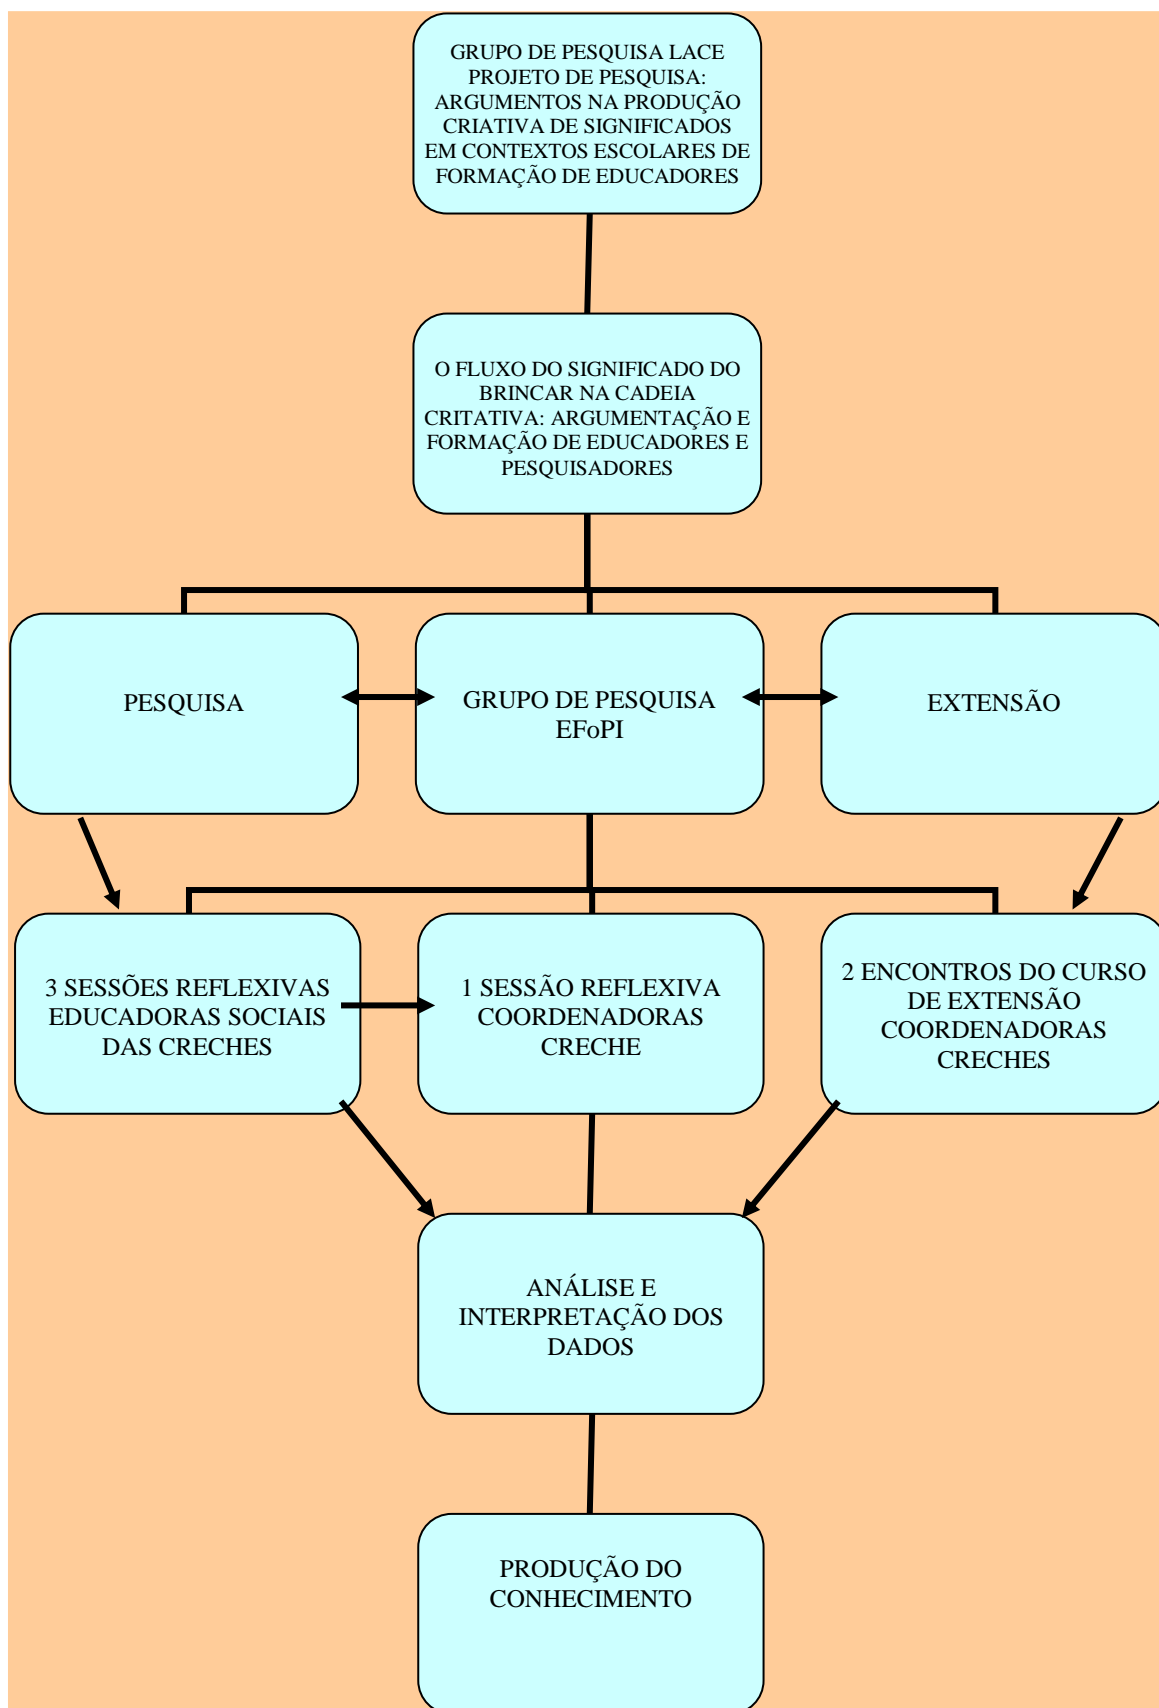 GRUPO DE PESQUISA LACE
PROJETO DE PESQUISA:
ARGUMENTOS NA PRODUÇÃO
CRIATIVA DE SIGNIFICADOS
EM CONTEXTOS ESCOLARES DE
FORMAÇÃO DE EDUCADORES
O FLUXO DO SIGNIFICADO DO
BRINCAR NA CADEIA
CRITATIVA: ARGUMENTAÇÃO E
FORMAÇÃO DE EDUCADORES E
PESQUISADORES
PESQUISA
GRUPO DE PESQUISA
EFoPI
EXTENSÃO
3 SESSÕES REFLEXIVAS
EDUCADORAS SOCIAIS
DAS CRECHES
1 SESSÃO REFLEXIVA
COORDENADORAS
CRECHE
2 ENCONTROS DO CURSO
DE EXTENSÃO
COORDENADORAS
CRECHES
ANÁLISE E
INTERPRETAÇÃO DOS
DADOS
PRODUÇÃO DO
CONHECIMENTO